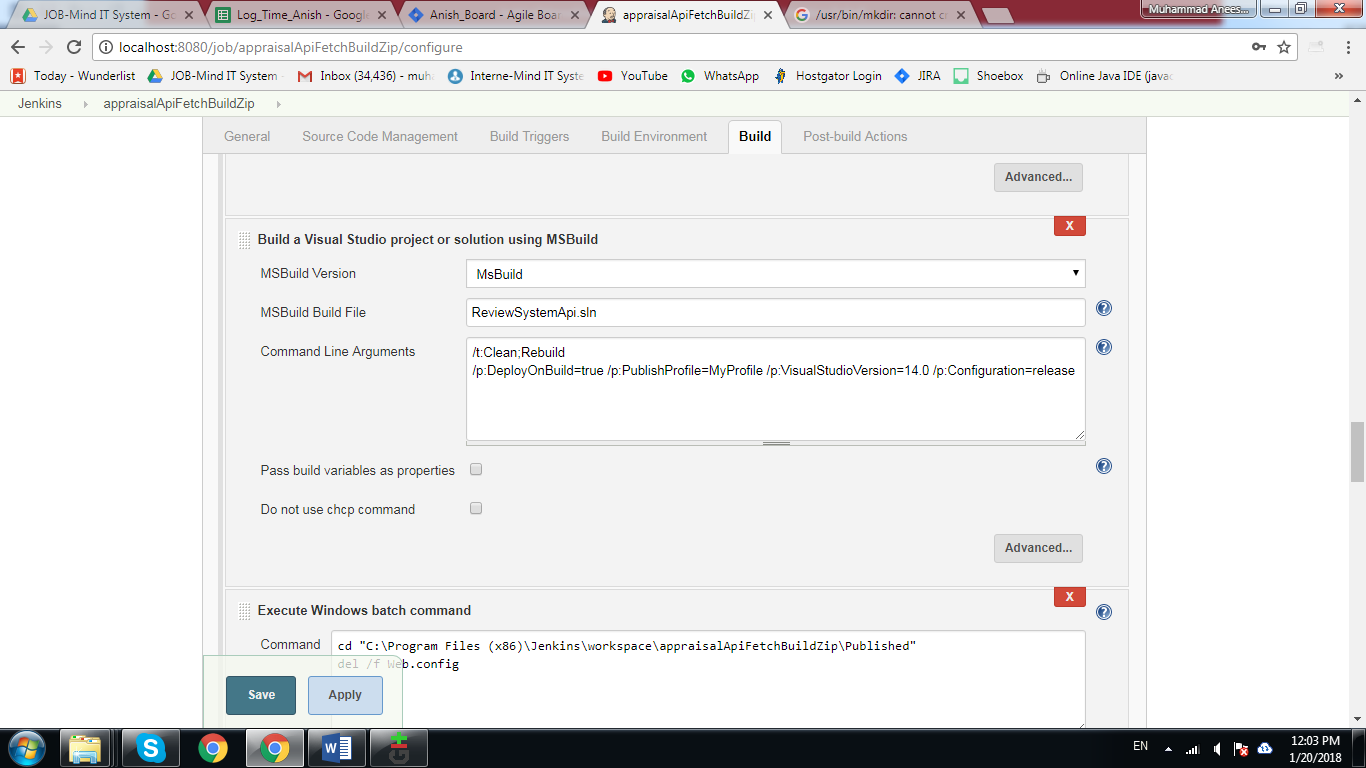 JOB-Mind IT System - Go
Log_Time_Anish - Google
Anish_Board - Agile Boar
appraisalApiFetchBuildZip
/usr/bin/mkdir: cannot c
Muhammad Anees...
localhost:8080/job/appraisalApiFetchBuildZip/configure
Today - Wunderlist
JOB-Mind IT System
Inbox (34,436) - muh
Interne-Mind IT Syste
YouTube
WhatsApp
Hostgator Login
JIRA
Shoebox
Online Java IDE (javac
»
Jenkins
appraisalApiFetchBuildZip
General
Source Code Management
Build Triggers
Build Environment
Build
Post-build Actions
Advanced...
X
Build a Visual Studio project or solution using MSBuild
MSBuild Version
MsBuild
MSBuild Build File
ReviewSystemApi.sln
Command Line Arguments
/t:Clean;Rebuild
/p:DeployOnBuild=true /p:PublishProfile=MyProfile /p:VisualStudioVersion=14.0 /p:Configuration=release
Pass build variables as properties
Do not use chcp command
Advanced...
X
Execute Windows batch command
Command
cd "C:\Program Files (x86)\Jenkins\workspace\appraisalApiFetchBuildZip\Published"
del /f Web.config
Save
Apply
EN
12:03 PM
1/20/2018